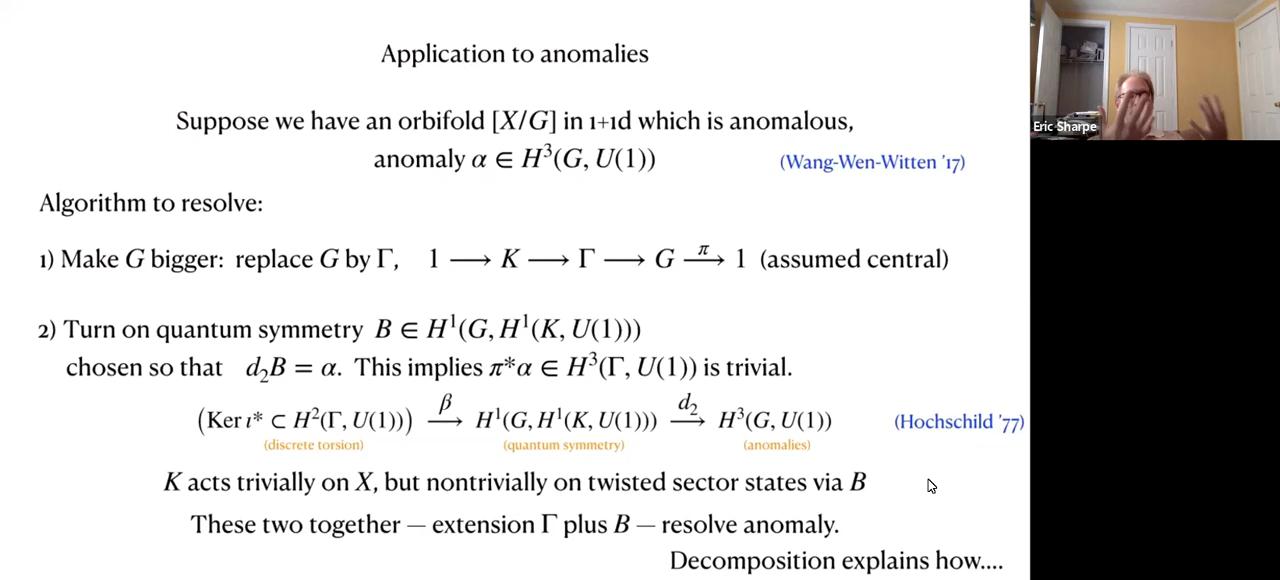 Application to anomalies
Suppose we have an orbifold [X/G] in 1+1d which is anomalous,
anomaly α ∈ H³(G, U(1)) (Wang-Wen-Witten '17)
Algorithm to resolve:
1) Make G bigger: replace G by Γ, 1 ⟶ K ⟶ Γ ⟶ G ⟶^π 1 (assumed central)
2) Turn on quantum symmetry B ∈ H¹(G, H¹(K, U(1)))
chosen so that d₂B = α. This implies π*α ∈ H³(Γ, U(1)) is trivial.
(Ker ι* ⊂ H²(Γ, U(1))) ⟶^β H¹(G, H¹(K, U(1))) ⟶^d₂ H³(G, U(1)) (Hochschild '77)
(discrete torsion) (quantum symmetry) (anomalies)
K acts trivially on X, but nontrivially on twisted sector states via B
These two together — extension Γ plus B — resolve anomaly.
Decomposition explains how....
Eric Sharpe